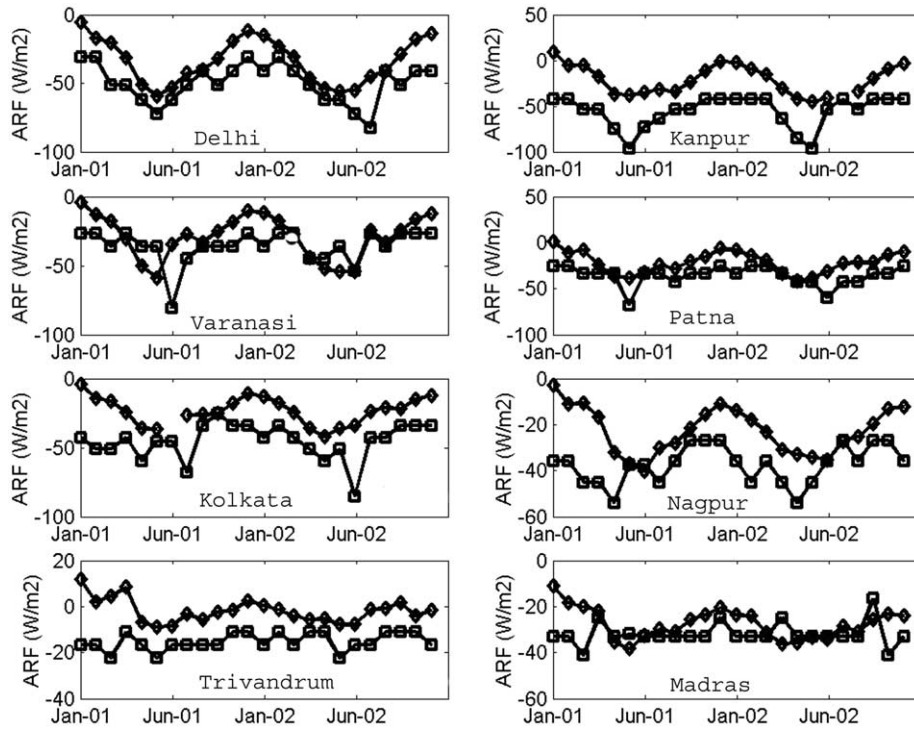 0
-50
-100
ARF (W/m2)
Delhi
Jan-01 Jun-01 Jan-02 Jun-02
50
0
-50
-100
ARF (W/m2)
Kanpur
Jan-01 Jun-01 Jan-02 Jun-02
0
-50
-100
ARF (W/m2)
Varanasi
Jan-01 Jun-01 Jan-02 Jun-02
50
0
-50
-100
ARF (W/m2)
Patna
Jan-01 Jun-01 Jan-02 Jun-02
0
-50
-100
ARF (W/m2)
Kolkata
Jan-01 Jun-01 Jan-02 Jun-02
0
-20
-40
-60
ARF (W/m2)
Nagpur
Jan-01 Jun-01 Jan-02 Jun-02
20
0
-20
-40
ARF (W/m2)
Trivandrum
Jan-01 Jun-01 Jan-02 Jun-02
0
-20
-40
-60
ARF (W/m2)
Madras
Jan-01 Jun-01 Jan-02 Jun-02